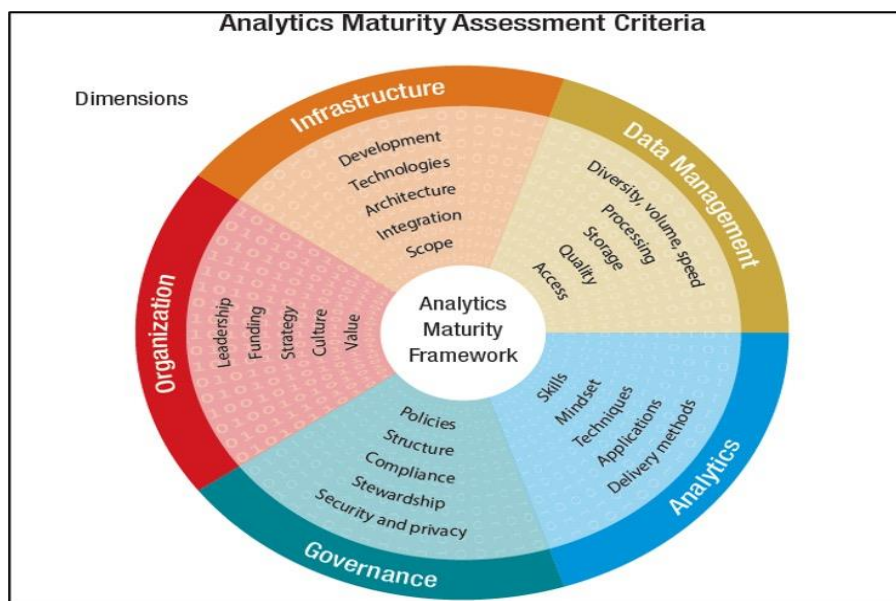 Analytics Maturity Assessment Criteria
Dimensions
Infrastructure
Development
Technologies
Architecture
Integration
Scope
Data Management
Diversity, volume, speed
Processing
Storage
Quality
Access
Organization
Leadership
Funding
Strategy
Culture
Value
Analytics
Maturity
Framework
Skills
Mindset
Techniques
Applications
Delivery methods
Analytics
Policies
Structure
Compliance
Stewardship
Security and privacy
Governance